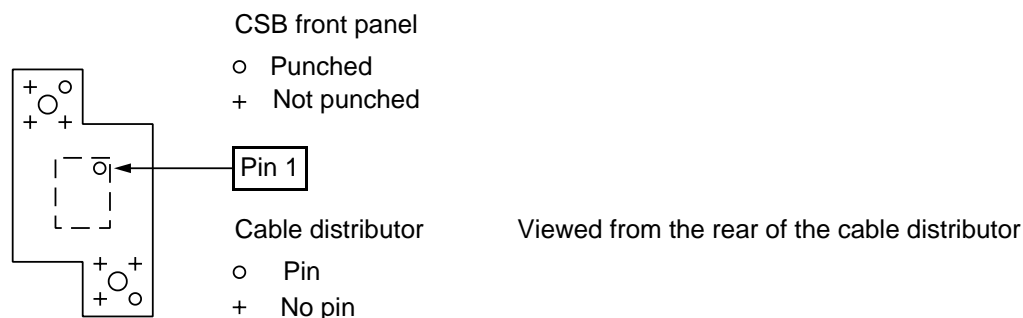 CSB front panel
Punched
+ Not punched
Pin 1
Cable distributor
Viewed from the rear of the cable distributor
Pin
+ No pin